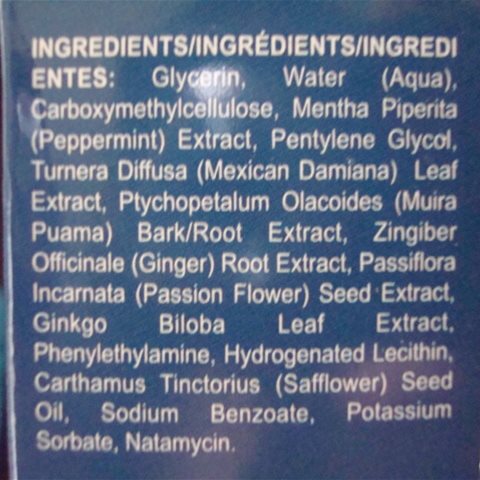 INGREDIENTS/INGRÉDIENTS/INGREDI
ENTES: Glycerin, Water (Aqua),
Carboxymethylcellulose, Mentha Piperita
(Peppermint) Extract, Pentylene Glycol,
Turnera Diffusa (Mexican Damiana) Leaf
Extract, Ptychopetalum Olacoides (Muira
Puama) Bark/Root Extract, Zingiber
Officinale (Ginger) Root Extract, Passiflora
Incarnata (Passion Flower) Seed Extract,
Ginkgo Biloba Leaf Extract,
Phenylethylamine, Hydrogenated Lecithin,
Carthamus Tinctorius (Safflower) Seed
Oil, Sodium Benzoate, Potassium
Sorbate, Natamycin.